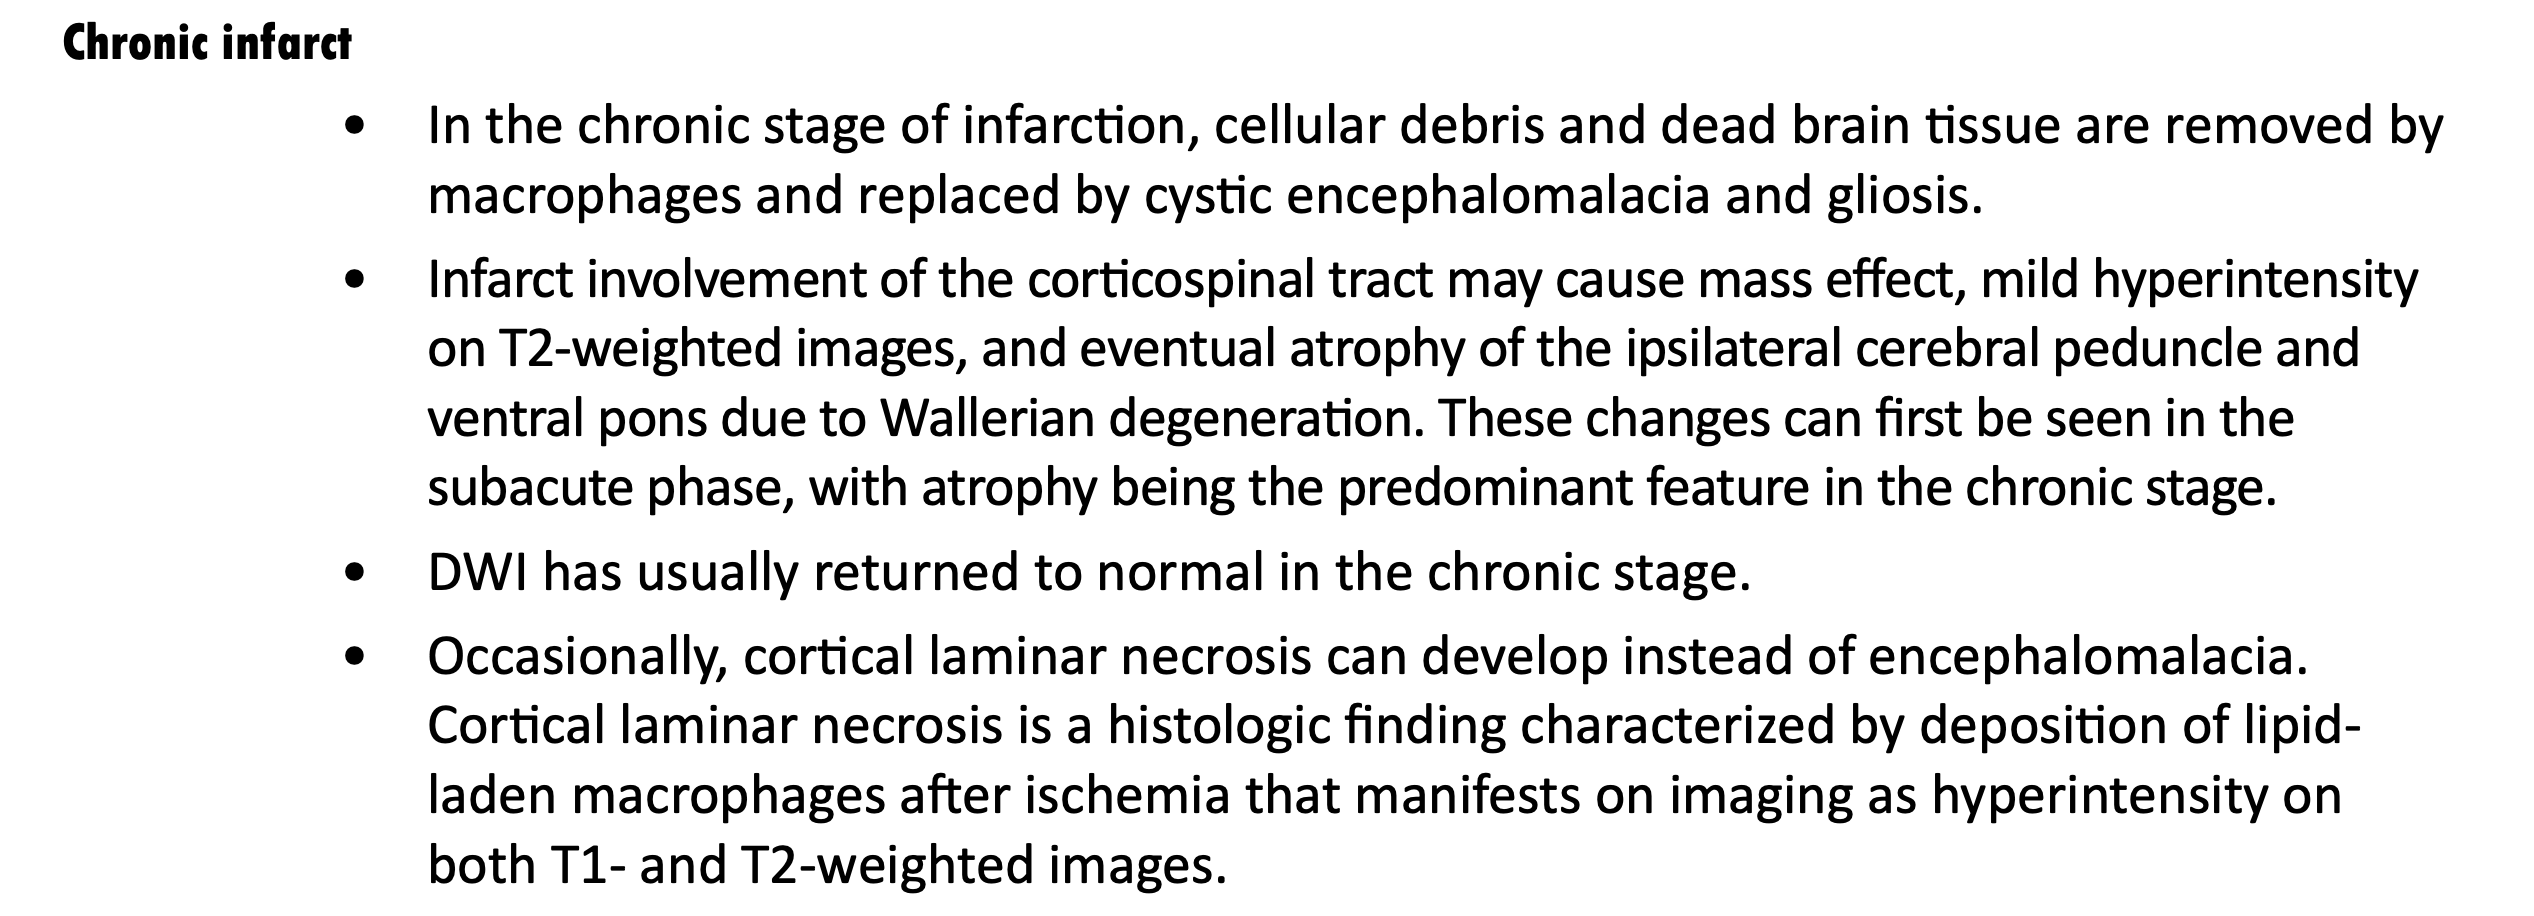 Chronic infarct
• In the chronic stage of infarction, cellular debris and dead brain tissue are removed by
macrophages and replaced by cystic encephalomalacia and gliosis.
• Infarct involvement of the corticospinal tract may cause mass effect, mild hyperintensity
on T2-weighted images, and eventual atrophy of the ipsilateral cerebral peduncle and
ventral pons due to Wallerian degeneration. These changes can first be seen in the
subacute phase, with atrophy being the predominant feature in the chronic stage.
• DWI has usually returned to normal in the chronic stage.
• Occasionally, cortical laminar necrosis can develop instead of encephalomalacia.
Cortical laminar necrosis is a histologic finding characterized by deposition of lipid-
laden macrophages after ischemia that manifests on imaging as hyperintensity on
both T1- and T2-weighted images.